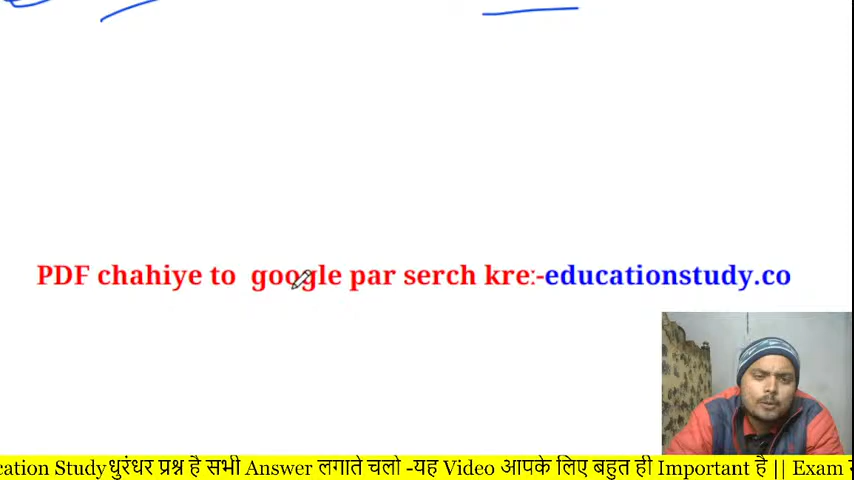 PDF chahiye to google par serch kre:-educationstudy.co
cation Study धुरंधर प्रश्न है सभी Answer लगाते चलो -यह Video आपके लिए बहुत ही Important है || Exam